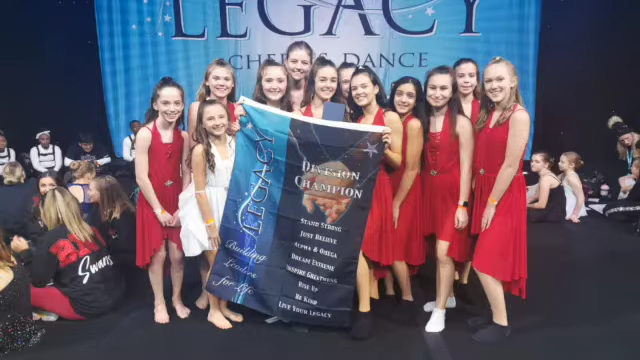 LEGACY
CHEER & DANCE
LEGACY
Building
Leaders
for Life
DIVISION
CHAMPION
STAND STRONG
JUST BELIEVE
ALPHA & OMEGA
DREAM EXTREME
INSPIRE GREATNESS
RISE UP
BE KIND
LIVE YOUR LEGACY
Swans